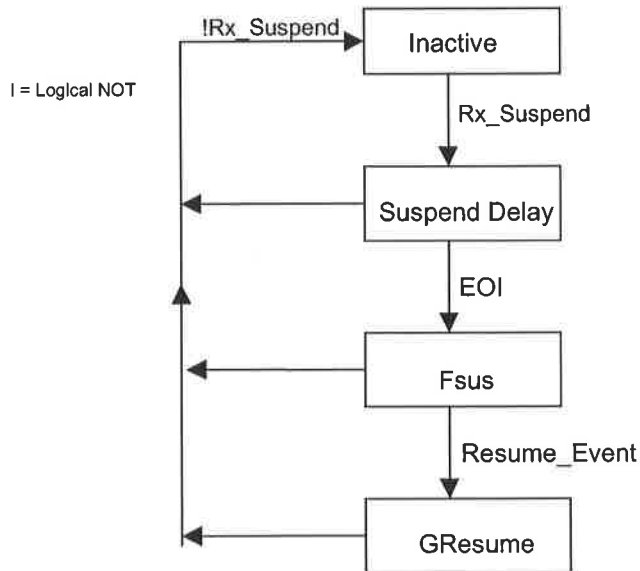 !Rx_Suspend
Inactive
I = Logical NOT
Rx_Suspend
Suspend Delay
EOI
Fsus
Resume_Event
GResume